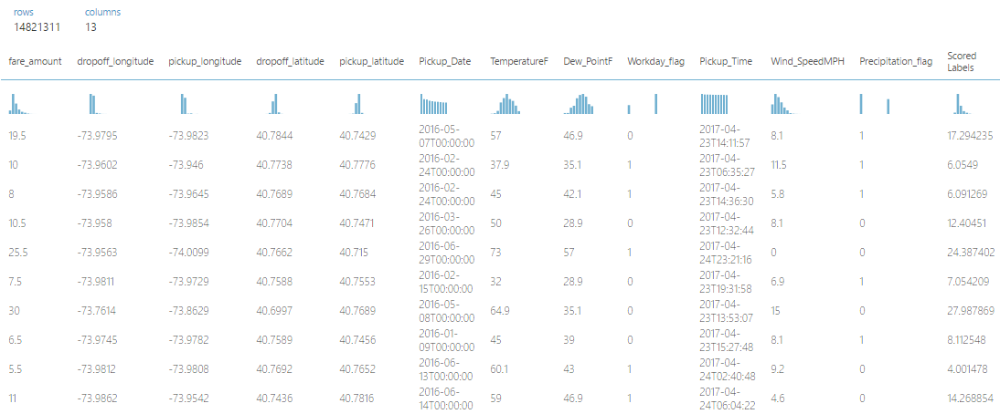 rows columns
14821311 13
fare_amount dropoff_longitude pickup_longitude dropoff_latitude pickup_latitude Pickup_Date TemperatureF Dew_PointF Workday_flag Pickup_Time Wind_SpeedMPH Precipitation_flag Scored
Labels
19.5 -73.9795 -73.9823 40.7844 40.7429 2016-05-
07T00:00:00 57 46.9 0 2017-04-
23T14:11:57 8.1 1 17.294235
10 -73.9602 -73.946 40.7738 40.7776 2016-02-
24T00:00:00 37.9 35.1 1 2017-04-
23T06:35:27 11.5 1 6.0549
8 -73.9586 -73.9645 40.7689 40.7684 2016-02-
24T00:00:00 45 42.1 1 2017-04-
23T14:36:30 5.8 1 6.091269
10.5 -73.958 -73.9854 40.7704 40.7471 2016-03-
26T00:00:00 50 28.9 0 2017-04-
23T12:32:44 8.1 0 12.40451
25.5 -73.9563 -74.0099 40.7662 40.715 2016-06-
29T00:00:00 73 57 1 2017-04-
24T23:21:16 0 0 24.387402
7.5 -73.9811 -73.9729 40.7588 40.7553 2016-02-
15T00:00:00 32 28.9 0 2017-04-
23T19:31:58 6.9 1 7.054209
30 -73.7614 -73.8629 40.6997 40.7689 2016-05-
08T00:00:00 64.9 35.1 0 2017-04-
23T13:53:07 15 0 27.987869
6.5 -73.9745 -73.9782 40.7589 40.7456 2016-01-
09T00:00:00 45 39 0 2017-04-
23T15:27:48 8.1 1 8.112548
5.5 -73.9812 -73.9808 40.7692 40.7652 2016-06-
13T00:00:00 60.1 43 1 2017-04-
24T02:40:48 9.2 0 4.001478
11 -73.9862 -73.9542 40.7436 40.7816 2016-06-
14T00:00:00 59 46.9 1 2017-04-
24T06:04:22 4.6 0 14.268854